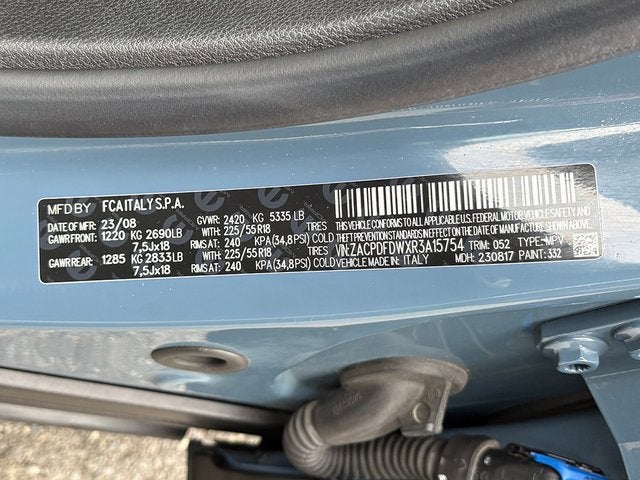 MFD BY FCA ITALY S.P.A.
DATE OF MFR: 23/08 GVWR: 2420 KG 5335 LB
GAWR FRONT: 1220 KG 2690LB WITH 225/55 R18 TIRES THIS VEHICLE CONFORMS TO ALL APPLICABLE U.S. FEDERAL MOTOR VEHICLE SAFETY AND
7,5Jx18 RIMS AT: 240 KPA(34,8PSI) COLD THEFT PREVENTION STANDARDS IN EFFECT ON THE DATE OF MANUFACTURE SHOWN ABOVE.
GAWR REAR: 1285 KG 2833LB WITH 225/55 R18 TIRES VIN: ZACPDFDWXR3A15754 TRIM: 052 TYPE-MPV
7,5Jx18 RIMS AT: 240 KPA(34,8PSI) COLD VEHICLE MADE IN: ITALY MDH: 230817 PAINT: 332